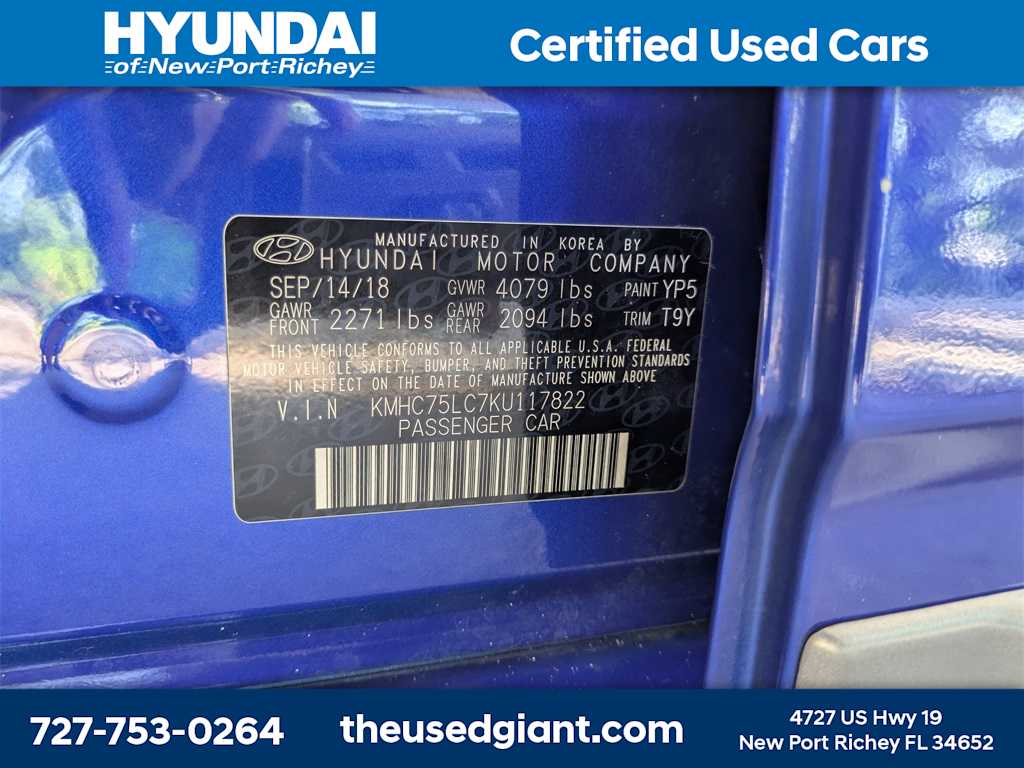 HYUNDAI
of New Port Richey
Certified Used Cars
MANUFACTURED IN KOREA BY
HYUNDAI MOTOR COMPANY
SEP/14/18 GVWR 4079 lbs PAINT YP5
GAWR FRONT 2271 lbs GAWR REAR 2094 lbs TRIM T9Y
THIS VEHICLE CONFORMS TO ALL APPLICABLE U.S.A. FEDERAL
MOTOR VEHICLE SAFETY, BUMPER, AND THEFT PREVENTION STANDARDS
IN EFFECT ON THE DATE OF MANUFACTURE SHOWN ABOVE
V.I.N KMHC75LC7KU117822
PASSENGER CAR
727-753-0264
theusedgiant.com
4727 US Hwy 19
New Port Richey FL 34652